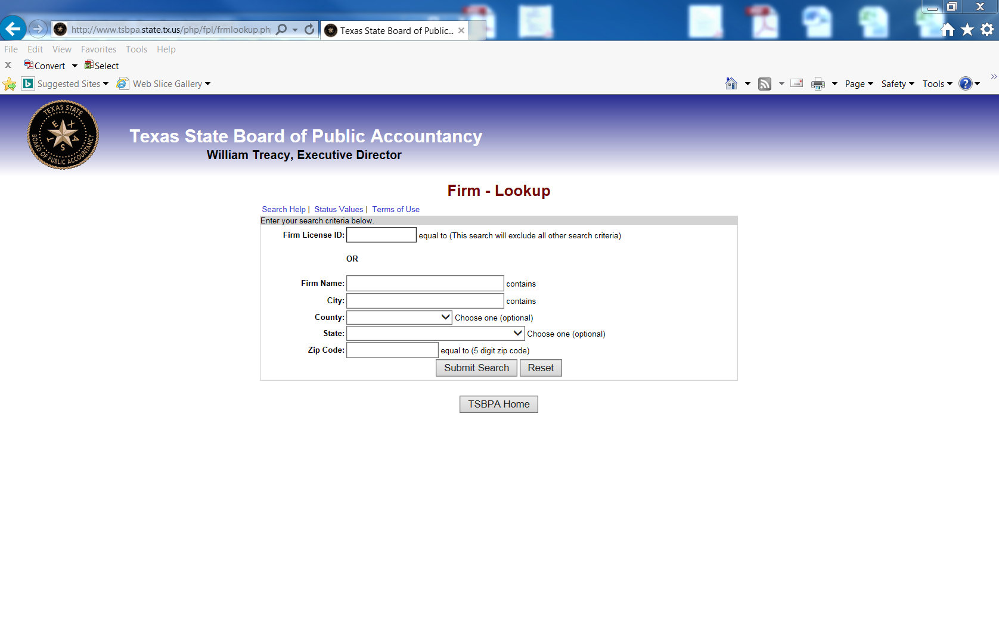 http://www.tsbpa.state.tx.us/php/fpl/frmlookup.ph
Texas State Board of Public...
File Edit View Favorites Tools Help
x Convert Select
Suggested Sites Web Slice Gallery
Page Safety Tools
TEXAS STATE
TEXAS
BOARD OF PUBLIC ACCOUNTANCY
Texas State Board of Public Accountancy
William Treacy, Executive Director
Firm - Lookup
Search Help | Status Values | Terms of Use
Enter your search criteria below.
Firm License ID: equal to (This search will exclude all other search criteria)
OR
Firm Name: contains
City: contains
County: Choose one (optional)
State: Choose one (optional)
Zip Code: equal to (5 digit zip code)
Submit Search Reset
TSBPA Home